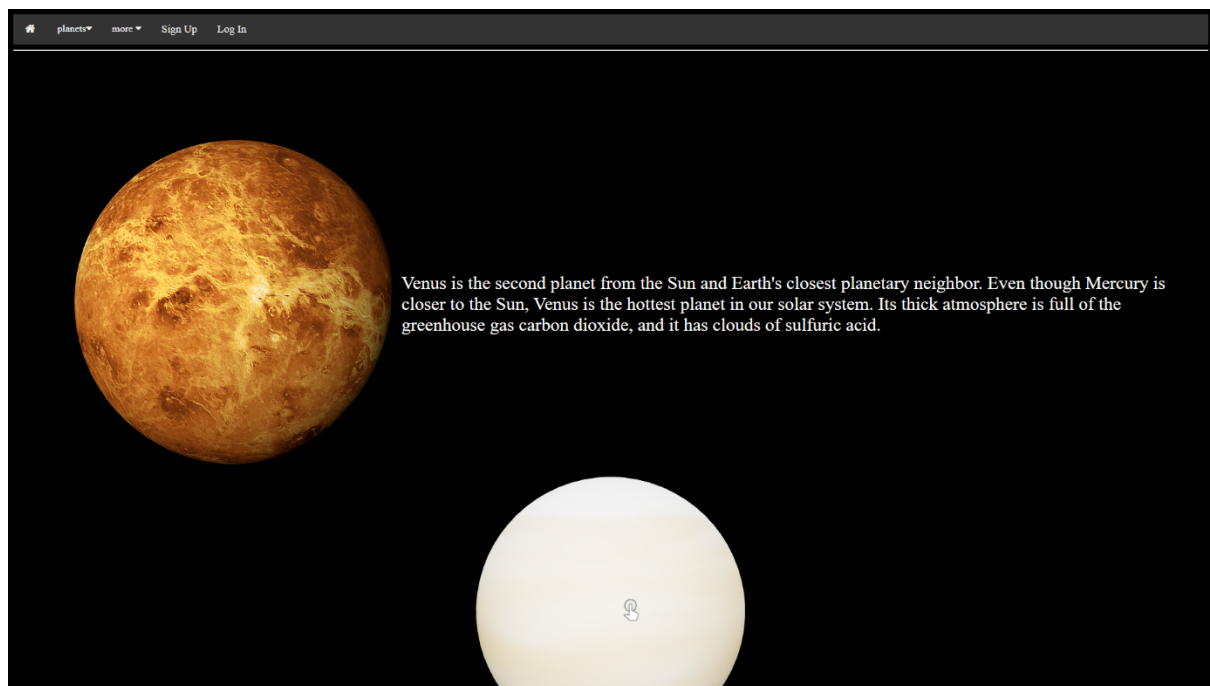 planets more Sign Up Log In
Venus is the second planet from the Sun and Earth's closest planetary neighbor. Even though Mercury is
closer to the Sun, Venus is the hottest planet in our solar system. Its thick atmosphere is full of the
greenhouse gas carbon dioxide, and it has clouds of sulfuric acid.